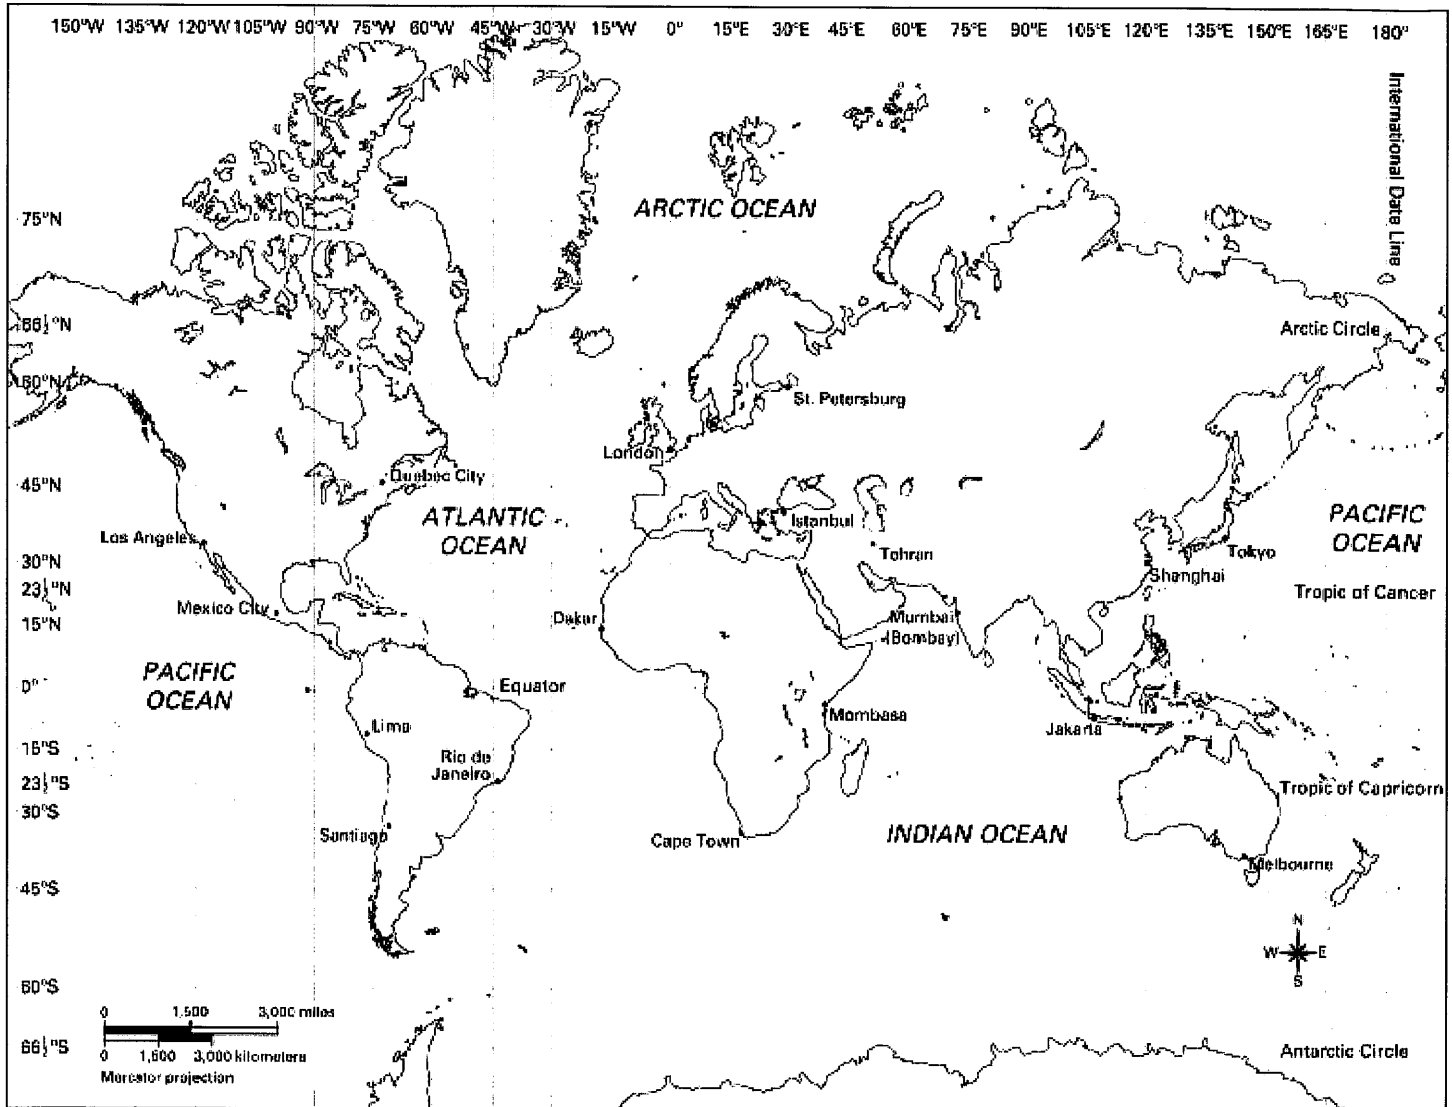 150°W 135°W 120°W 105°W 90°W 75°W 60°W 45°W 30°W 15°W 0° 15°E 30°E 45°E 60°E 75°E 90°E 105°E 120°E 135°E 150°E 165°E 180°
International Date Line
75°N
ARCTIC OCEAN
66½°N
Arctic Circle
60°N
St. Petersburg
London
Quebec City
45°N
ATLANTIC
OCEAN
Istanbul
PACIFIC
OCEAN
Los Angeles
Tehran
Tokyo
30°N
Shanghai
23½°N
Tropic of Cancer
Mexico City
15°N
Dakar
Mumbai
(Bombay)
PACIFIC
OCEAN
0°
Equator
Mombasa
Lima
Jakarta
15°S
Rio de
Janeiro
23½°S
Tropic of Capricorn
30°S
Santiago
Cape Town
INDIAN OCEAN
Melbourne
45°S
N
W E
S
60°S
0 1,500 3,000 miles
0 1,500 3,000 kilometers
Mercator projection
66½°S
Antarctic Circle